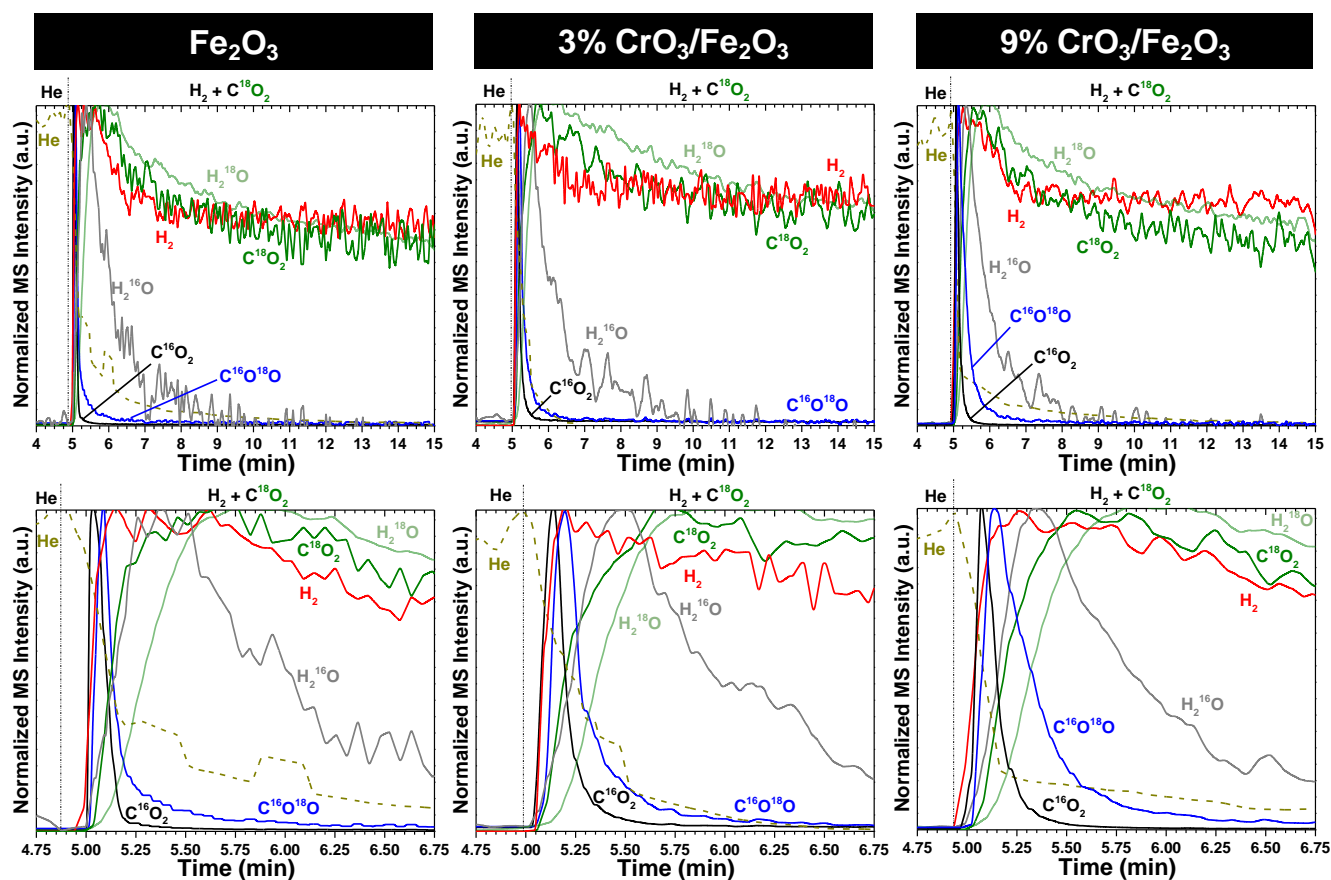 Fe₂O₃
3% CrO₃/Fe₂O₃
9% CrO₃/Fe₂O₃
Normalized MS Intensity (a.u.)
He
H₂ + C¹⁸O₂
He
H₂¹⁸O
H₂
C¹⁸O₂
H₂¹⁶O
C¹⁶O₂
C¹⁶O¹⁸O
4 5 6 7 8 9 10 11 12 13 14 15
Time (min)
Normalized MS Intensity (a.u.)
He
H₂ + C¹⁸O₂
He
H₂¹⁸O
H₂
C¹⁸O₂
H₂¹⁶O
C¹⁶O₂
C¹⁶O¹⁸O
4 5 6 7 8 9 10 11 12 13 14 15
Time (min)
Normalized MS Intensity (a.u.)
He
H₂ + C¹⁸O₂
He
H₂¹⁸O
H₂
C¹⁸O₂
H₂¹⁶O
C¹⁶O¹⁸O
C¹⁶O₂
4 5 6 7 8 9 10 11 12 13 14 15
Time (min)
Normalized MS Intensity (a.u.)
He
H₂ + C¹⁸O₂
He
H₂¹⁸O
C¹⁸O₂
H₂
H₂¹⁶O
C¹⁶O₂
C¹⁶O¹⁸O
4.75 5.00 5.25 5.50 5.75 6.00 6.25 6.50 6.75
Time (min)
Normalized MS Intensity (a.u.)
He
H₂ + C¹⁸O₂
He
C¹⁸O₂
H₂
H₂¹⁶O
H₂¹⁸O
C¹⁶O₂
C¹⁶O¹⁸O
4.75 5.00 5.25 5.50 5.75 6.00 6.25 6.50 6.75
Time (min)
Normalized MS Intensity (a.u.)
He
H₂ + C¹⁸O₂
He
H₂¹⁸O
C¹⁸O₂
H₂
H₂¹⁶O
C¹⁶O¹⁸O
C¹⁶O₂
4.75 5.00 5.25 5.50 5.75 6.00 6.25 6.50 6.75
Time (min)